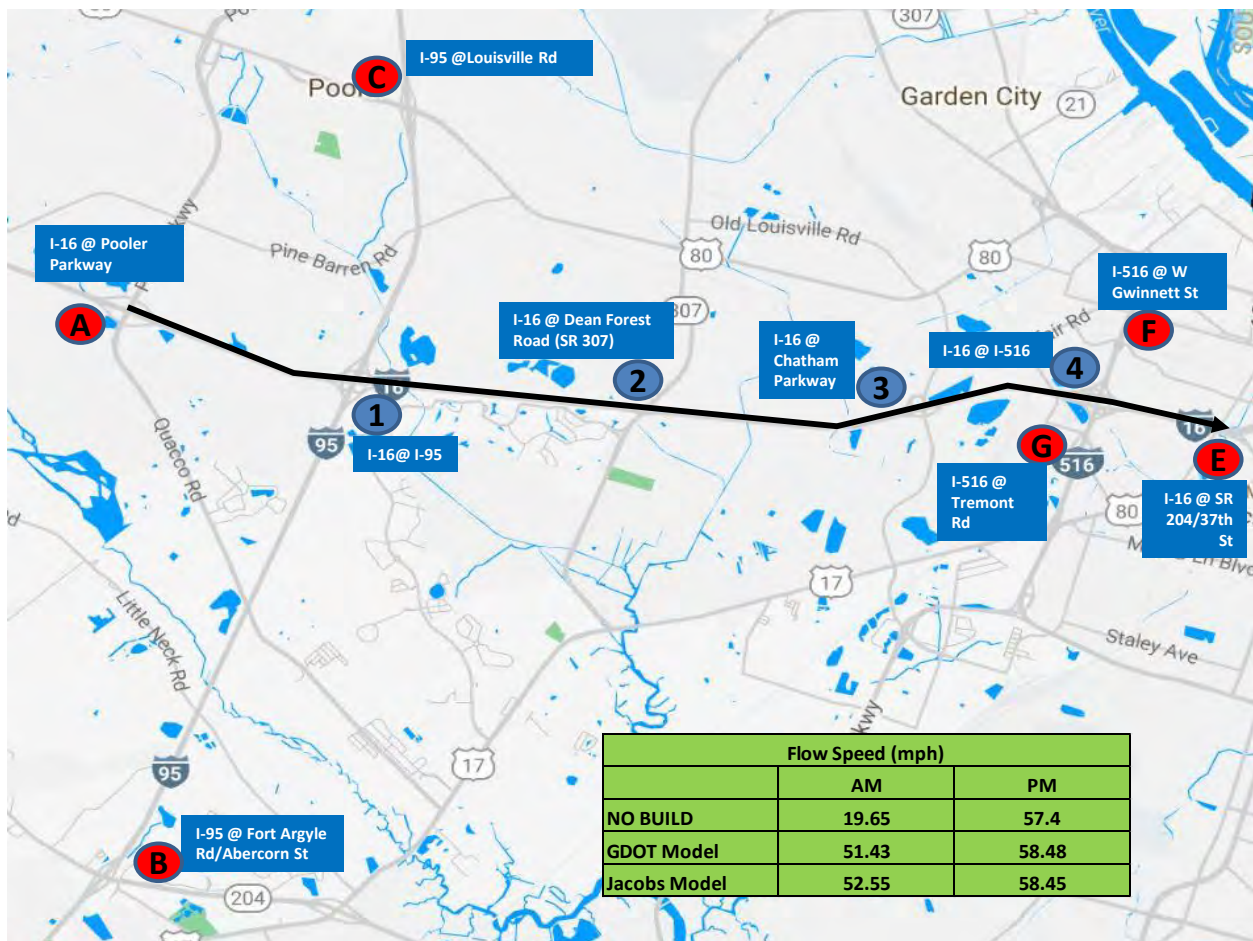 307
I-95 @Louisville Rd
C
Pool
Garden City
21
I-16 @ Pooler
Parkway
Pine Barren Rd
Old Louisville Rd
80
80
I-516 @ W
Gwinnett St
A
I-16 @ Dean Forest
Road (SR 307)
307
I-16 @
Chatham
Parkway
I-16 @ I-516
F
2
3
4
16
1
95
I-16@ I-95
Quacco Rd
16
G
516
E
I-516 @
Tremont
Rd
80
I-16 @ SR
204/37th
St
17
Little Neck Rd
Staley Ave
17
95
I-95 @ Fort Argyle
Rd/Abercorn St
B
204
Flow Speed (mph)
AM PM
NO BUILD 19.65 57.4
GDOT Model 51.43 58.48
Jacobs Model 52.55 58.45